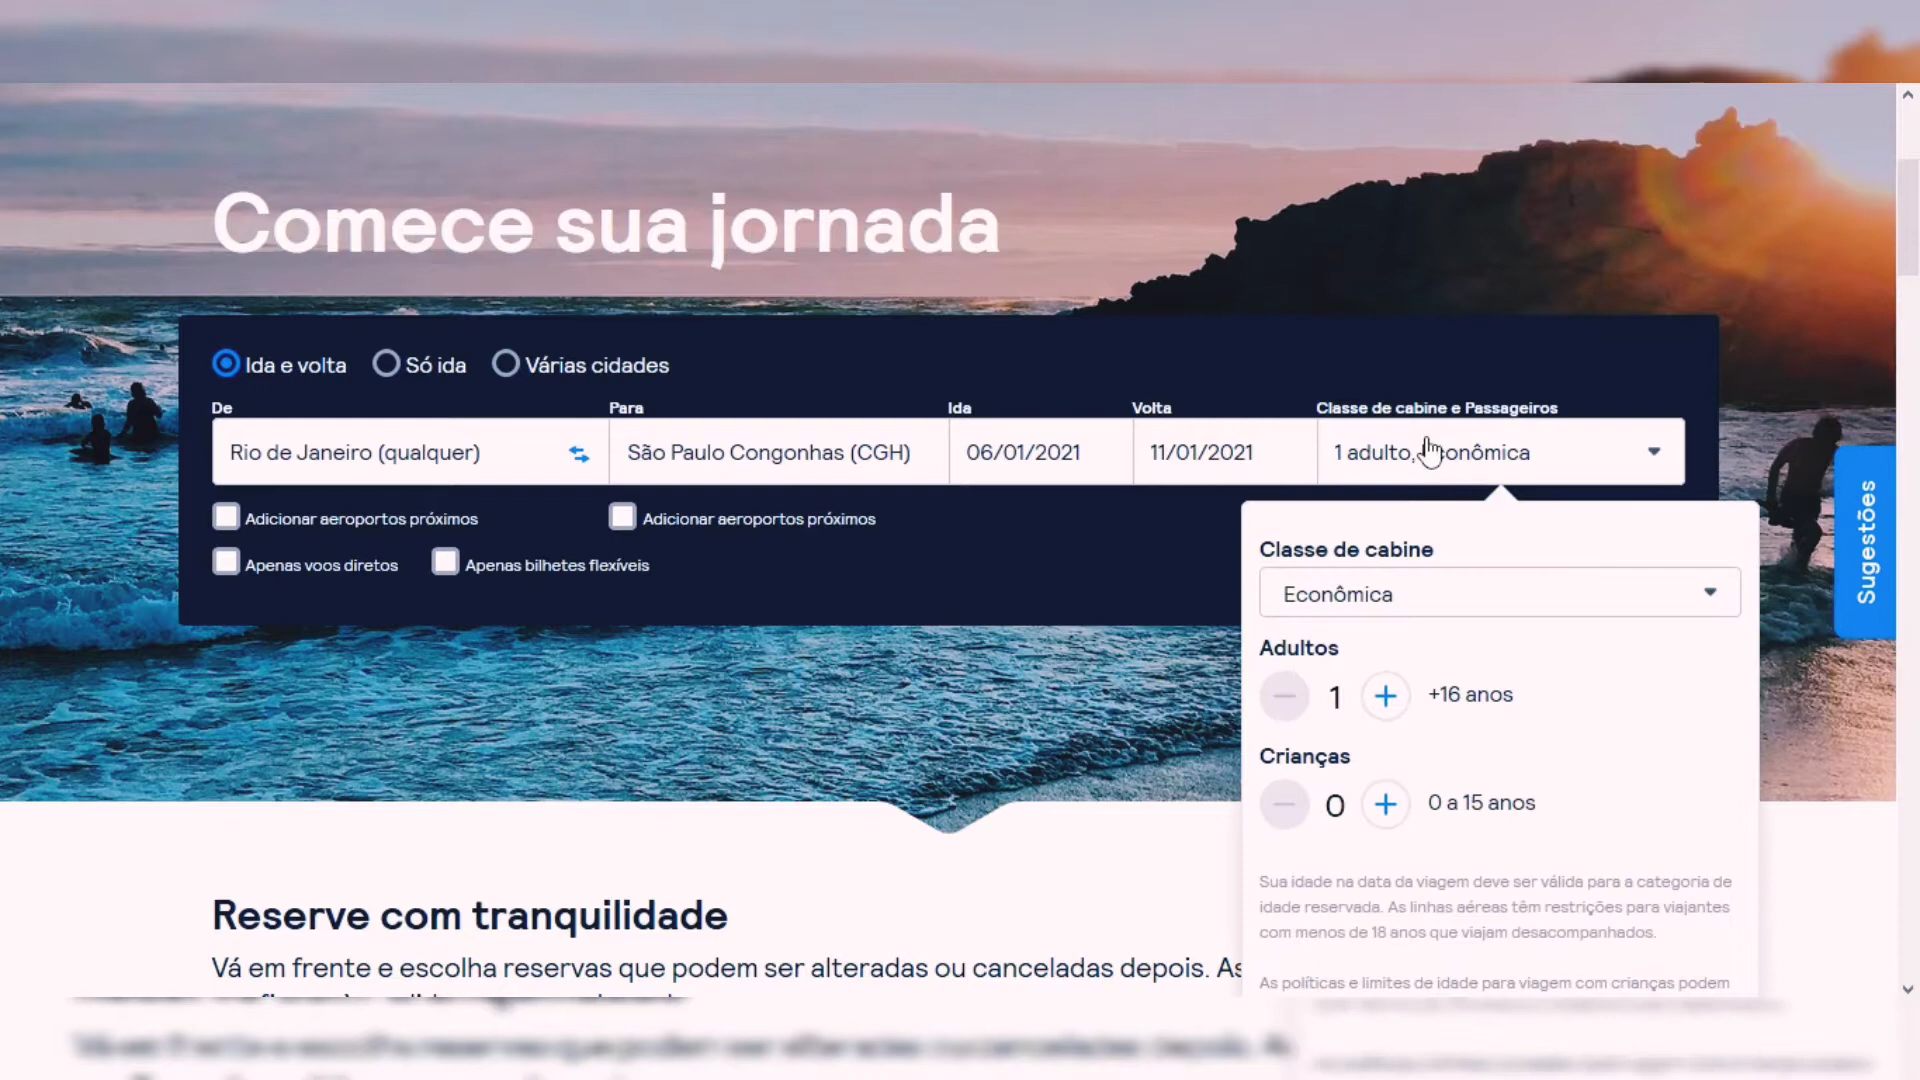 Comece sua jornada
Ida e volta Só ida Várias cidades
De Para Ida Volta Classe de cabine e Passageiros
Rio de Janeiro (qualquer) São Paulo Congonhas (CGH) 06/01/2021 11/01/2021 1 adulto,
Adicionar aeroportos próximos Adicionar aeroportos próximos
Apenas voos diretos Apenas bilhetes flexíveis
Sugestões
Classe de cabine
Econômica
Adultos
1 +16 anos
Crianças
0 0 a 15 anos
Sua idade na data da viagem deve ser válida para a categoria de
idade reservada. As linhas aéreas têm restrições para viajantes
com menos de 18 anos que viajam desacompanhados.
As políticas e limites de idade para viagem com crianças podem
Reserve com tranquilidade
Vá em frente e escolha reservas que podem ser alteradas ou canceladas depois.